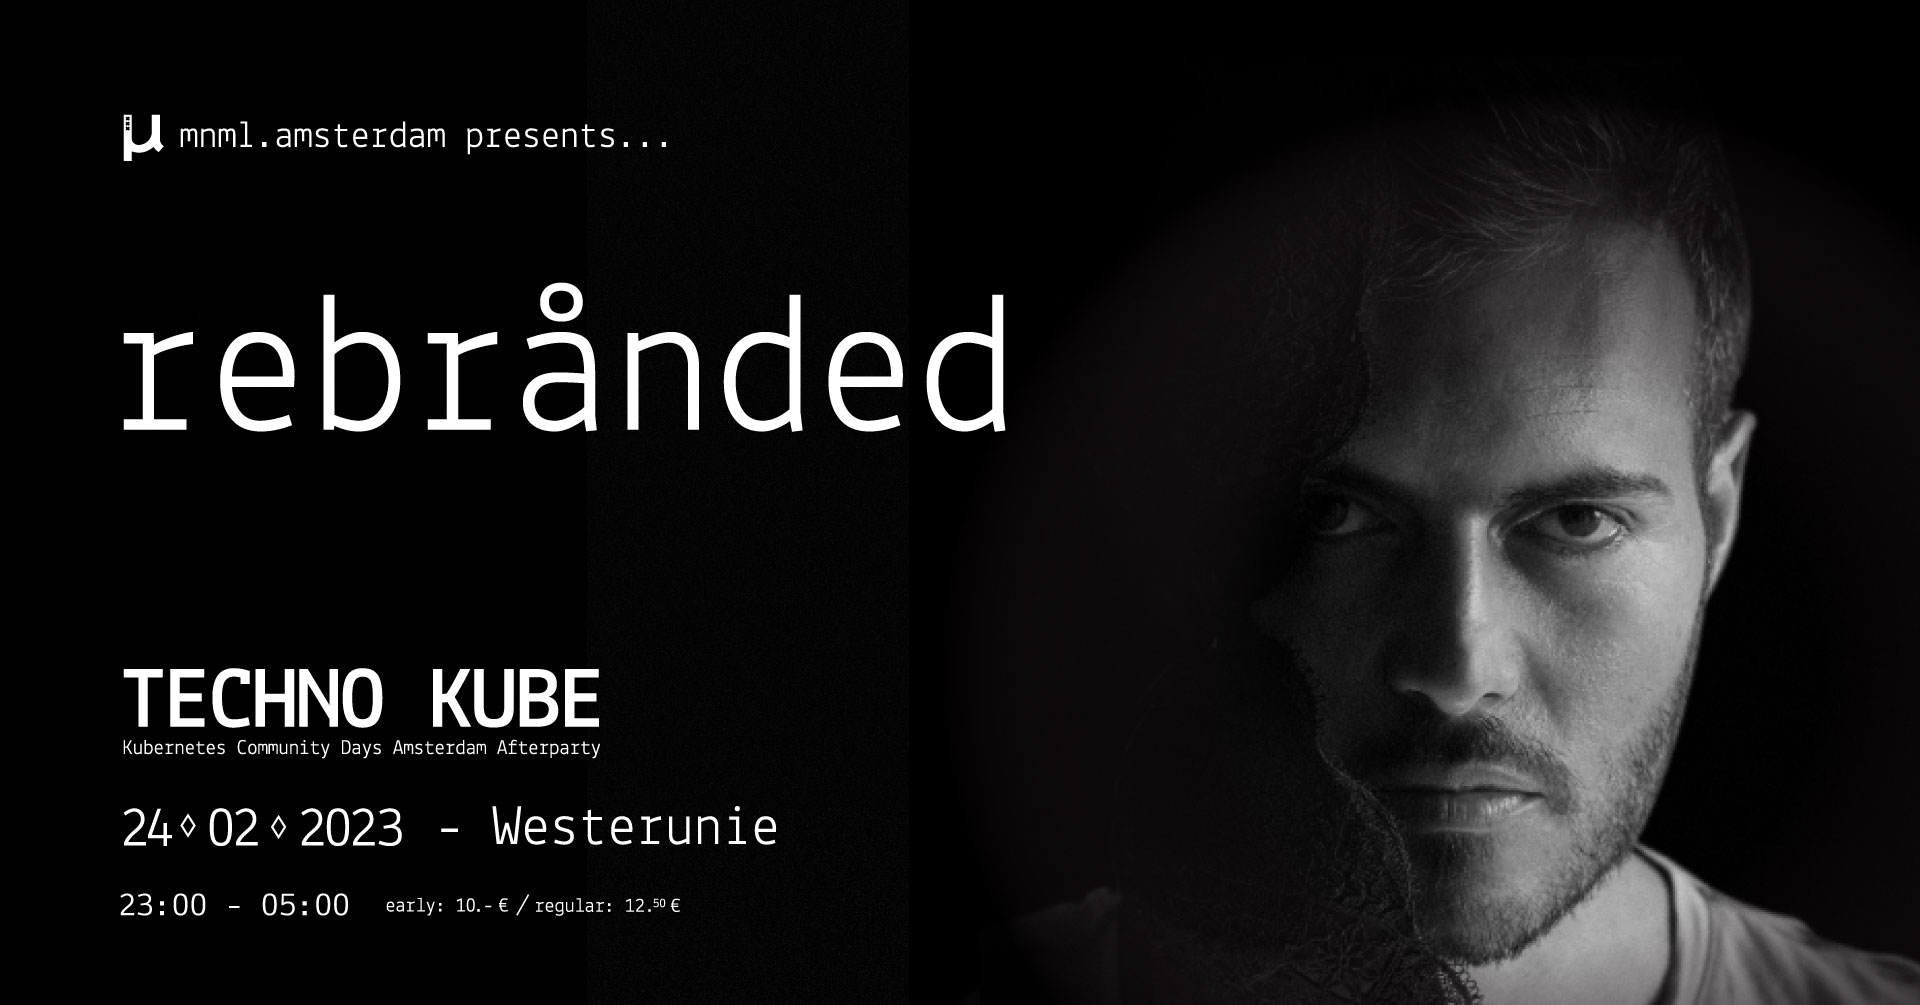 µ mnml.amsterdam presents...
rebrånded
TECHNO KUBE
Kubernetes Community Days Amsterdam Afterparty
24◊02◊2023 - Westerunie
23:00 - 05:00 early: 10.-€ / regular: 12.50€